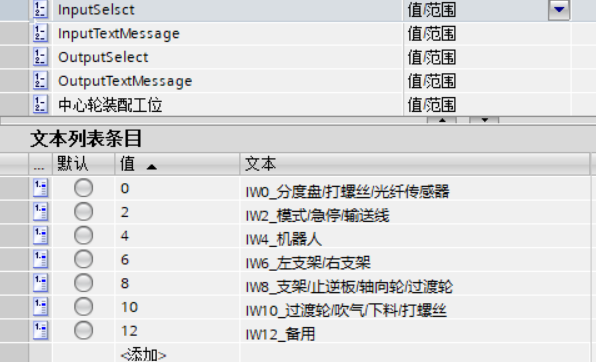 InputSelsct 值/范围
InputTextMessage 值/范围
OutputSelect 值/范围
OutputTextMessage 值/范围
中心轮装配工位 值/范围
文本列表条目
... 默认 值 文本
0 IW0_分度盘/打螺丝/光纤传感器
2 IW2_模式/急停/输送线
4 IW4_机器人
6 IW6_左支架/右支架
8 IW8_支架/止逆板/轴向轮/过渡轮
10 IW10_过渡轮/吹气/下料/打螺丝
12 IW12_备用
<添加>